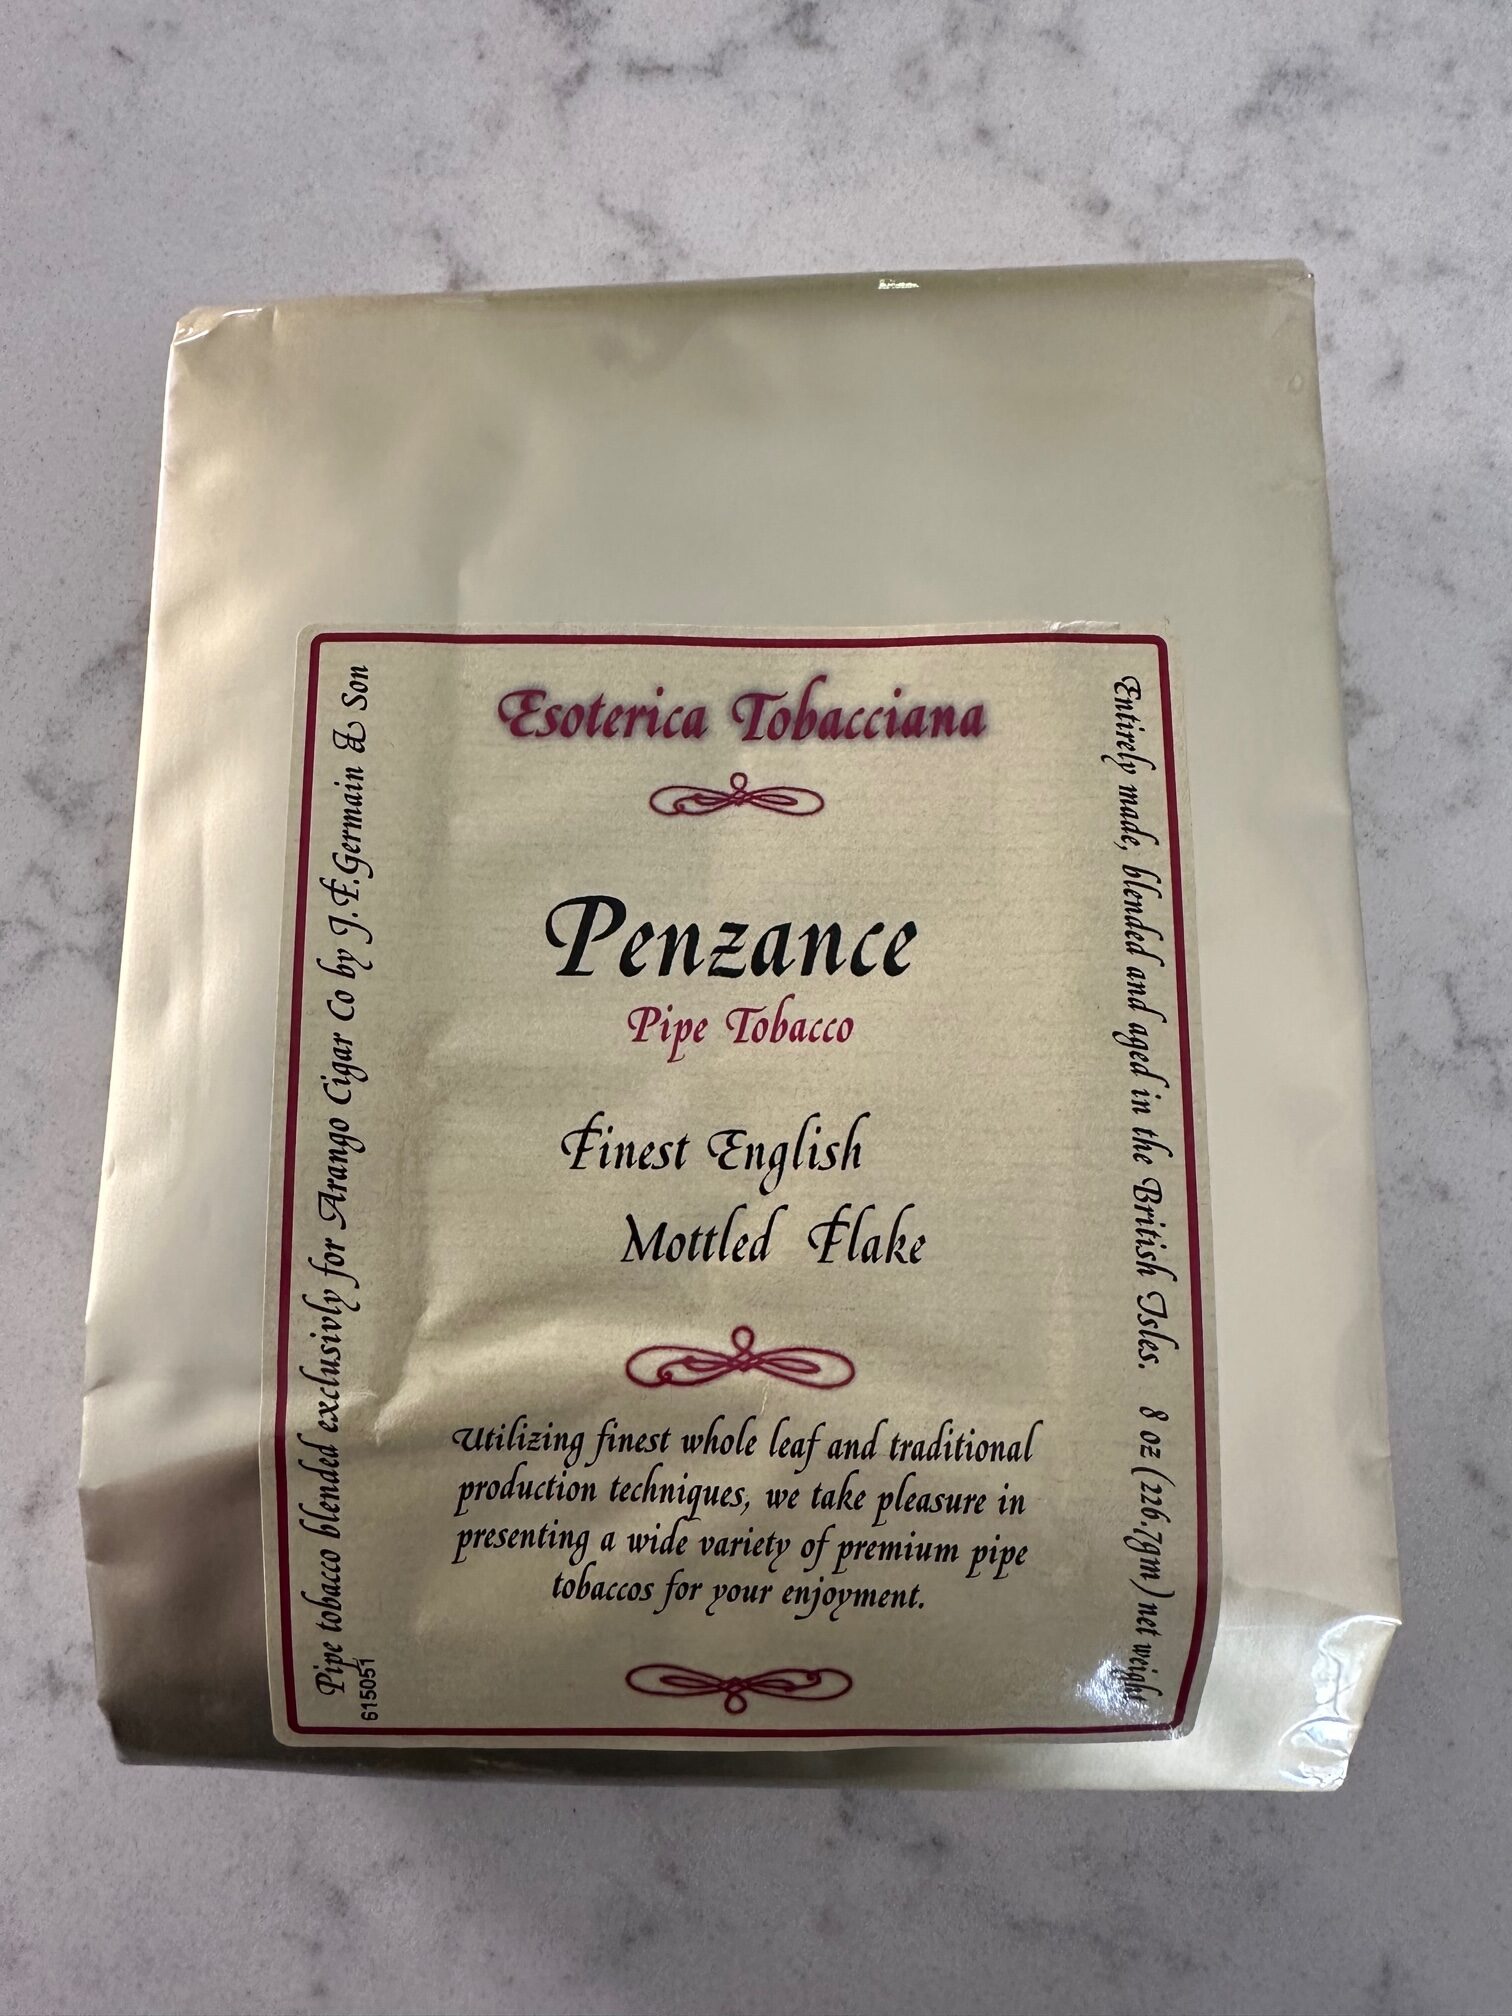 Esoterica Tobacciana
Penzance
Pipe Tobacco
Finest English
Mottled Flake
Utilizing finest whole leaf and traditional
production techniques, we take pleasure in
presenting a wide variety of premium pipe
tobaccos for your enjoyment.
Pipe tobacco blended exclusivly for Arango Cigar Co by J.F.Germain & Son
615051
Entirely made, blended and aged in the British Isles. 8 oz (226.7gm) net weight